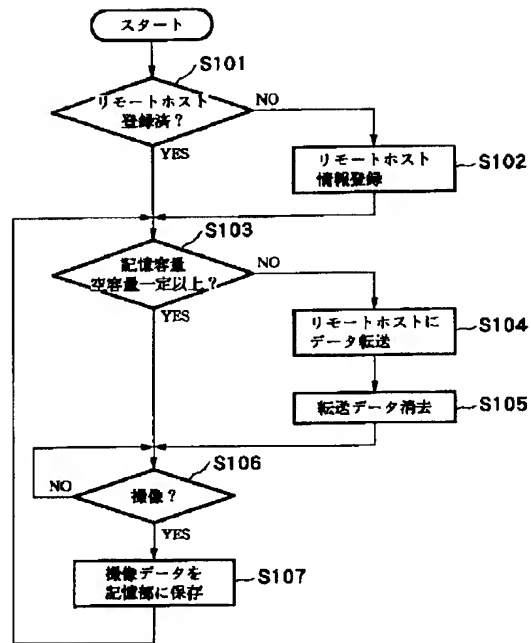 スタート
S101
リモートホスト
登録済？
NO
YES
リモートホスト
情報登録
S102
S103
記憶容量
空容量一定以上？
NO
YES
リモートホストに
データ転送
S104
転送データ消去
S105
S106
撮像？
NO
YES
撮像データを
記憶部に保存
S107